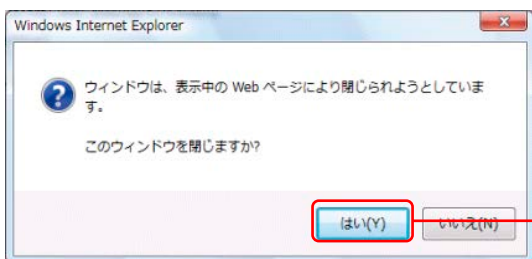 Windows Internet Explorer
ウィンドウは、表示中の Web ページにより閉じられようとしていま
す。
このウィンドウを閉じますか?
はい(Y)
いいえ(N)